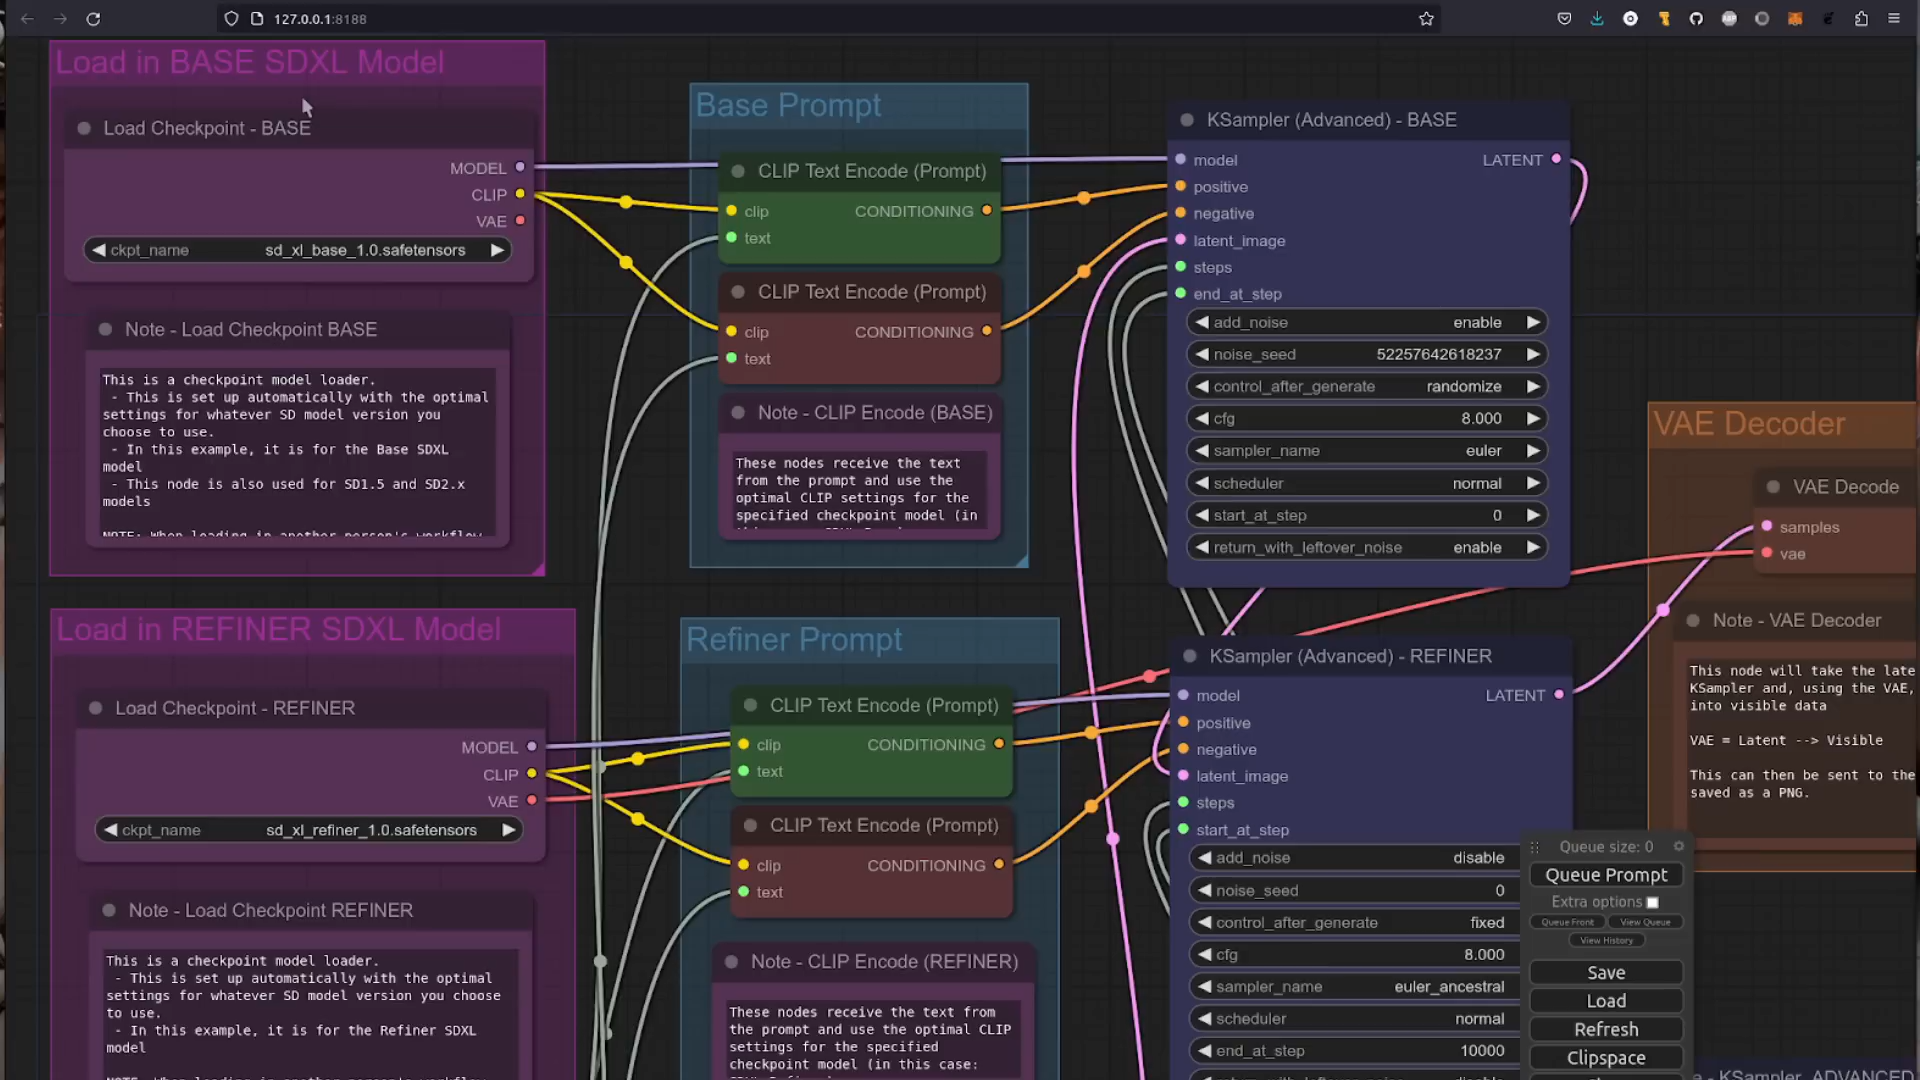 127.0.0.1:8188
Load in BASE SDXL Model
Load Checkpoint - BASE
MODEL
CLIP
VAE
ckpt_name sd_xl_base_1.0.safetensors
Note - Load Checkpoint BASE
This is a checkpoint model loader.
- This is set up automatically with the optimal
settings for whatever SD model version you
choose to use.
- In this example, it is for the Base SDXL
model
- This node is also used for SD1.5 and SD2.x
models
NOTE: When loading in another person's workflow
Base Prompt
CLIP Text Encode (Prompt)
clip CONDITIONING
text
CLIP Text Encode (Prompt)
clip CONDITIONING
text
Note - CLIP Encode (BASE)
These nodes receive the text
from the prompt and use the
optimal CLIP settings for the
specified checkpoint model (in
KSampler (Advanced) - BASE
model LATENT
positive
negative
latent_image
steps
end_at_step
add_noise enable
noise_seed 52257642618237
control_after_generate randomize
cfg 8.000
sampler_name euler
scheduler normal
start_at_step 0
return_with_leftover_noise enable
VAE Decoder
VAE Decode
samples
vae
Note - VAE Decoder
This node will take the late
KSampler and, using the VAE,
into visible data
VAE = Latent --> Visible
This can then be sent to the
saved as a PNG.
Load in REFINER SDXL Model
Load Checkpoint - REFINER
MODEL
CLIP
VAE
ckpt_name sd_xl_refiner_1.0.safetensors
Note - Load Checkpoint REFINER
This is a checkpoint model loader.
- This is set up automatically with the optimal
settings for whatever SD model version you choose
to use.
- In this example, it is for the Refiner SDXL
model
Refiner Prompt
CLIP Text Encode (Prompt)
clip CONDITIONING
text
CLIP Text Encode (Prompt)
clip CONDITIONING
text
Note - CLIP Encode (REFINER)
These nodes receive the text from
the prompt and use the optimal CLIP
settings for the specified
checkpoint model (in this case:
KSampler (Advanced) - REFINER
model LATENT
positive
negative
latent_image
steps
start_at_step
add_noise disable
noise_seed 0
control_after_generate fixed
cfg 8.000
sampler_name euler_ancestral
scheduler normal
end_at_step 10000
Queue size: 0
Queue Prompt
Extra options
Queue Front View Queue
View History
Save
Load
Refresh
Clipspace
- KSampler ADVANCED